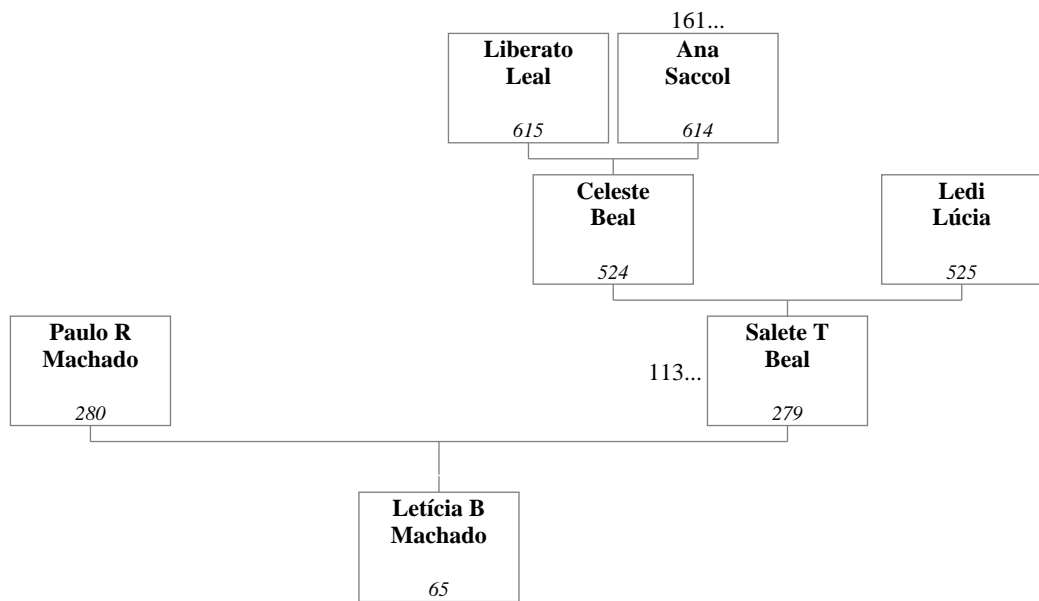 161...
Liberato
Leal
615
Ana
Saccol
614
Celeste
Beal
524
Ledi
Lúcia
525
Paulo R
Machado
280
113...
Salete T
Beal
279
Letícia B
Machado
65